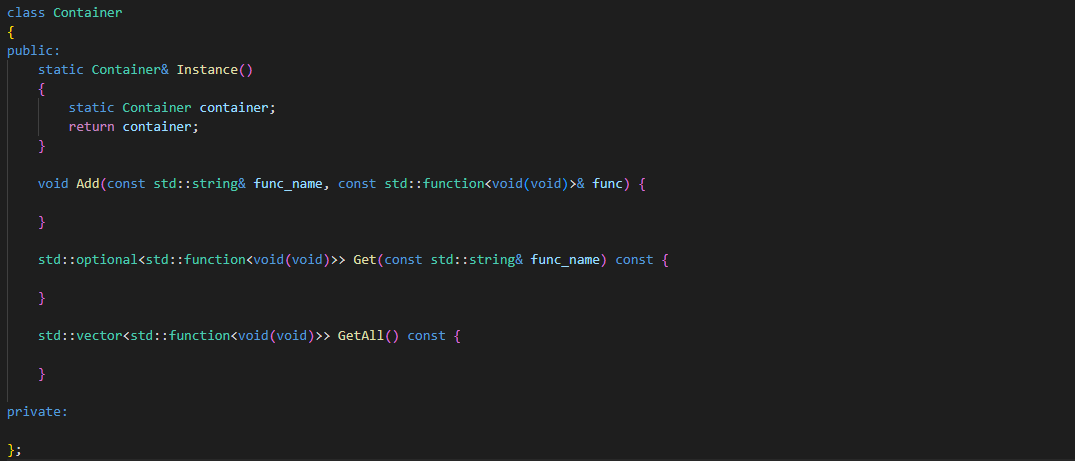 class Container
{
public:
    static Container& Instance()
    {
        static Container container;
        return container;
    }
    void Add(const std::string& func_name, const std::function<void(void)>& func) {
    }
    std::optional<std::function<void(void)>> Get(const std::string& func_name) const {
    }
    std::vector<std::function<void(void)>> GetAll() const {
    }
private:
};